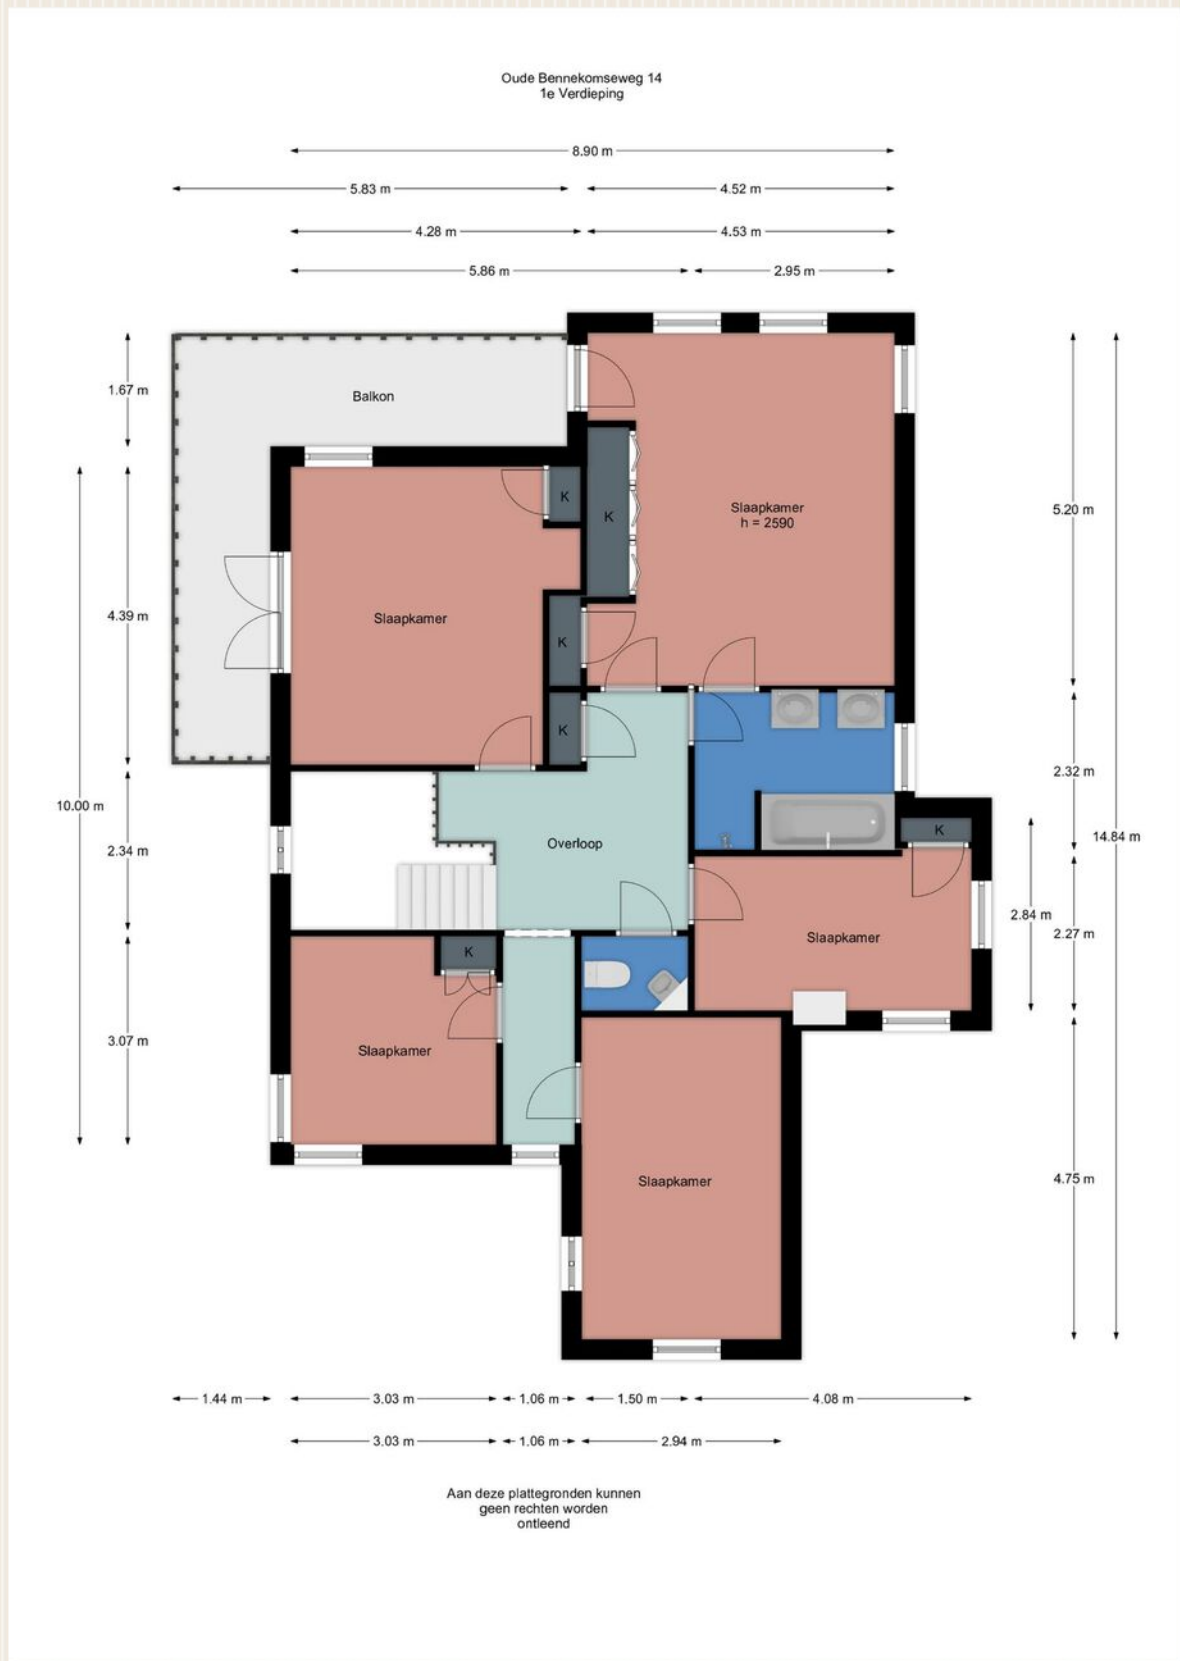 Oude Bennekomseweg 14
1e Verdieping
8.90 m
5.83 m
4.52 m
4.28 m
4.53 m
5.86 m
2.95 m
1.67 m
Balkon
K
K
Slaapkamer
h = 2590
5.20 m
4.39 m
Slaapkamer
K
K
2.32 m
10.00 m
14.84 m
2.34 m
Overloop
K
2.84 m
2.27 m
Slaapkamer
K
3.07 m
Slaapkamer
Slaapkamer
4.75 m
1.44 m
3.03 m
1.06 m
1.50 m
4.08 m
3.03 m
1.06 m
2.94 m
Aan deze plattegronden kunnen
geen rechten worden
ontleend